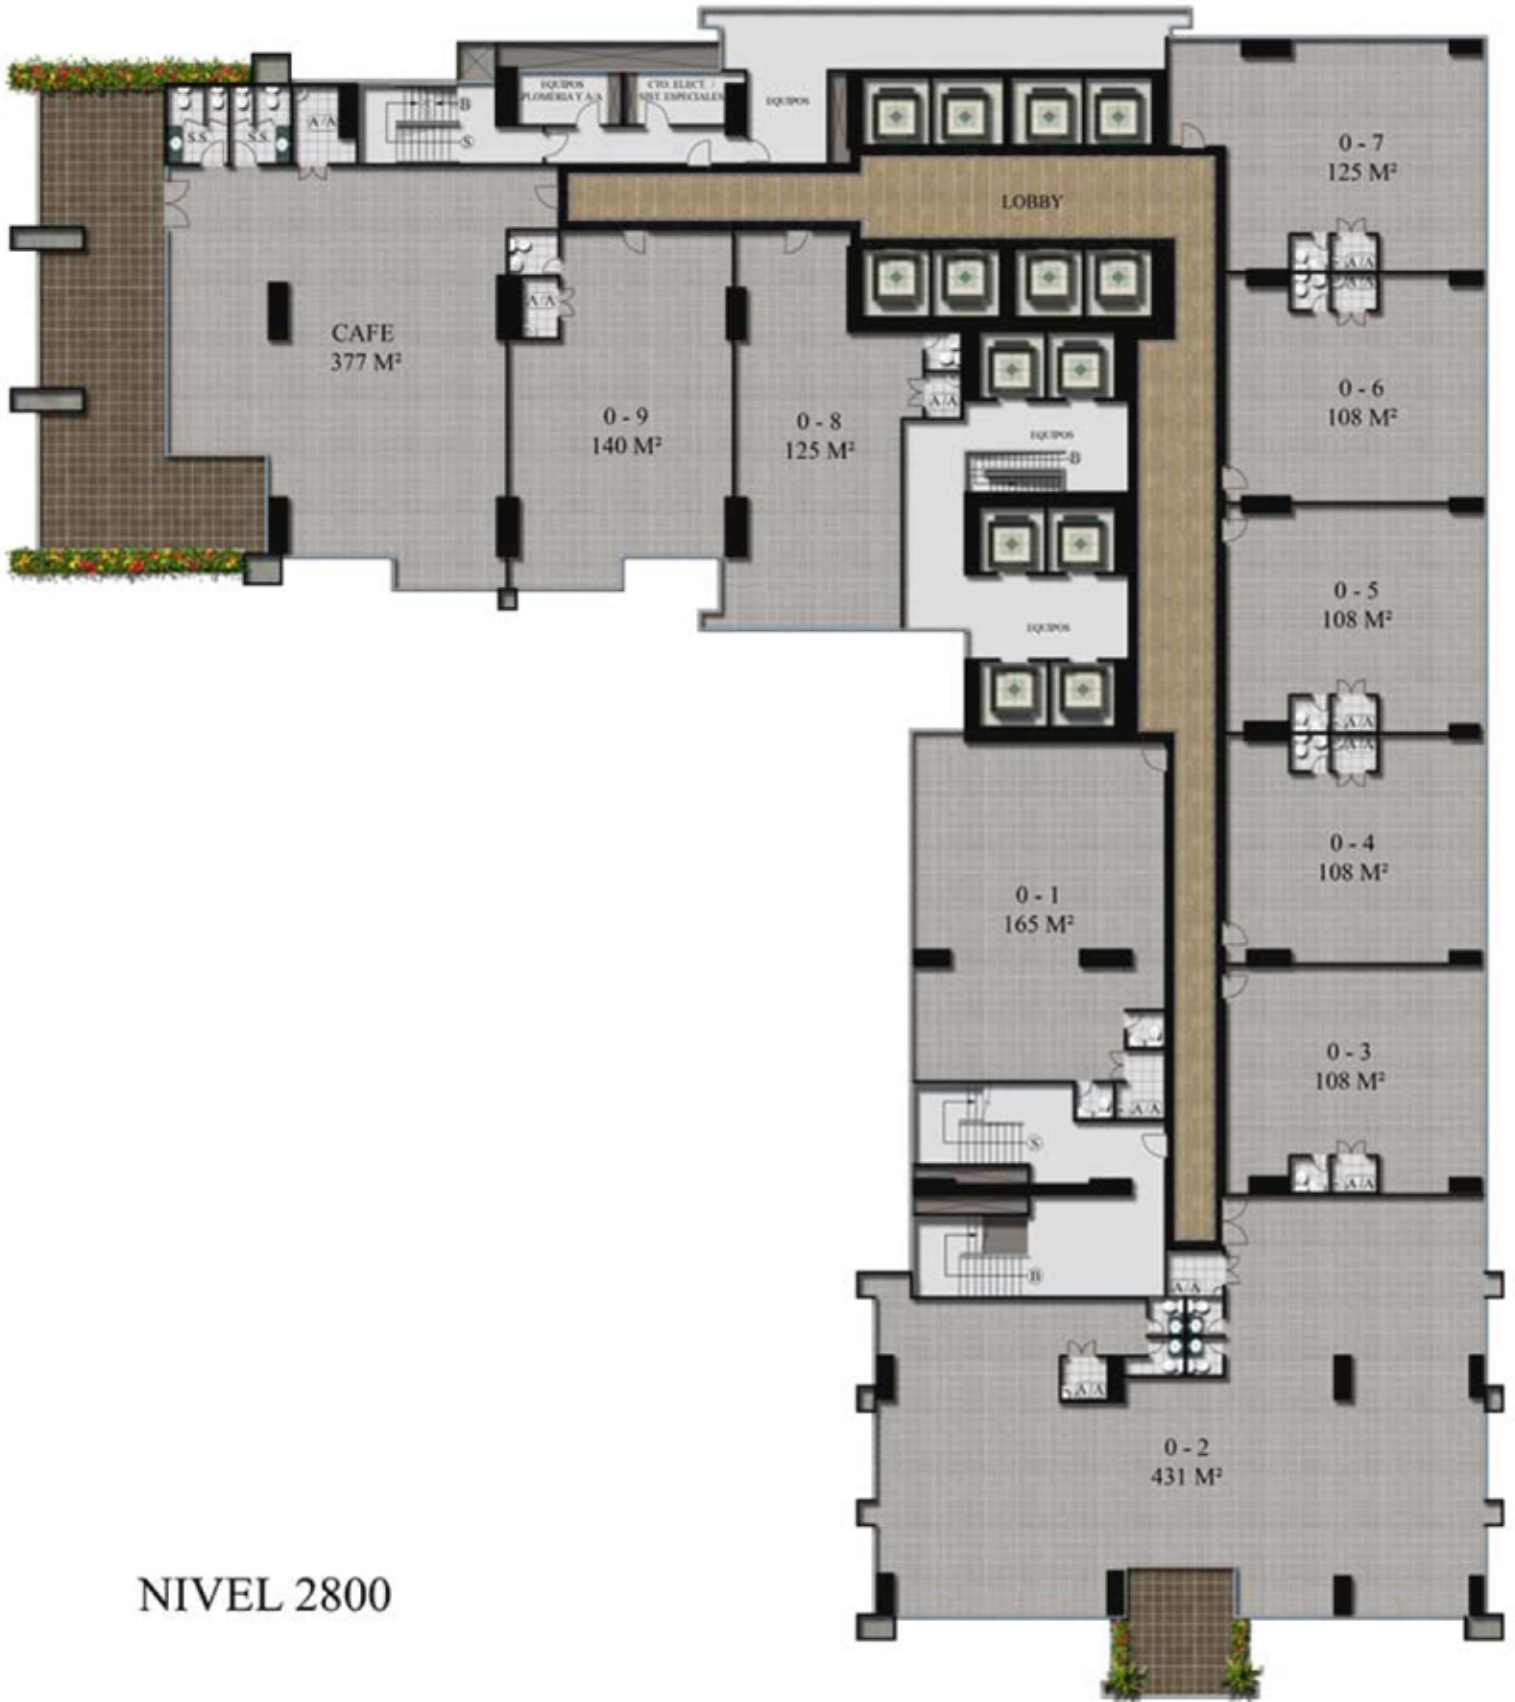 EQUIPOS
PLOMERIA Y A/A
CTO. ELECT. /
SIST. ESPECIALES
EQUIPOS
B
S
S.S.
S.S.
A/A
0 - 7
125 M²
LOBBY
A/A
A/A
A/A
CAFE
377 M²
0 - 9
140 M²
0 - 8
125 M²
A/A
0 - 6
108 M²
EQUIPOS
B
0 - 5
108 M²
EQUIPOS
A/A
A/A
0 - 4
108 M²
0 - 1
165 M²
0 - 3
108 M²
A/A
S
A/A
B
A/A
A/A
0 - 2
431 M²
NIVEL 2800